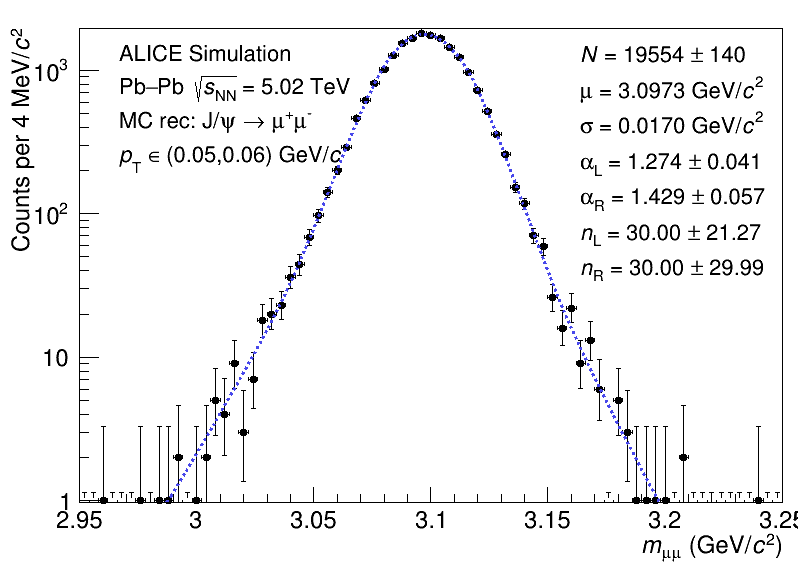 Counts per 4 MeV/c²
10³
10²
10
1
ALICE Simulation
Pb–Pb √sNN = 5.02 TeV
MC rec: J/ψ → μ⁺μ⁻
pT ∈ (0.05,0.06) GeV/c
N = 19554 ± 140
μ = 3.0973 GeV/c²
σ = 0.0170 GeV/c²
αL = 1.274 ± 0.041
αR = 1.429 ± 0.057
nL = 30.00 ± 21.27
nR = 30.00 ± 29.99
2.95 3 3.05 3.1 3.15 3.2 3.25
mμμ (GeV/c²)